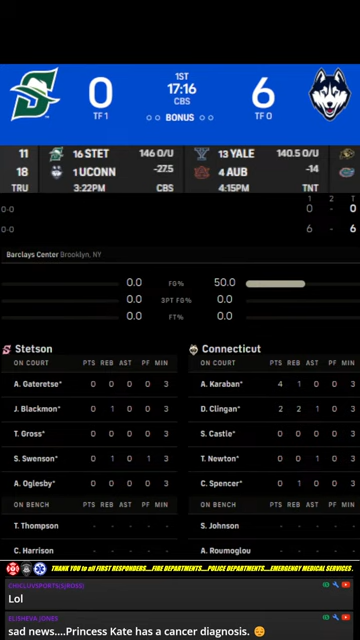 S
0
TF 1
1ST
17:16
CBS
BONUS
6
TF 0
11
16 STET
146 O/U
13 YALE
140.5 O/U
18
1 UCONN
-27.5
4 AUB
-14
TRU
3:22PM
CBS
4:15PM
TNT
1 2 T
0-0
0 - 0
0-0
6 - 6
Barclays Center Brooklyn, NY
0.0 FG% 50.0
0.0 3PT FG% 0.0
0.0 FT% 0.0
Stetson
ON COURT PTS REB AST PF MIN
A. Gateretse* 0 0 0 0 3
J. Blackmon* 0 1 0 0 3
T. Gross* 0 0 0 0 3
S. Swenson* 0 1 0 1 3
A. Oglesby* 0 0 0 0 3
ON BENCH PTS REB AST PF MIN
T. Thompson - - - - -
C. Harrison - - - - -
Connecticut
ON COURT PTS REB AST PF MIN
A. Karaban* 4 1 0 0 3
D. Clingan* 2 2 1 0 3
S. Castle* 0 0 0 0 3
T. Newton* 0 0 1 0 3
C. Spencer* 0 1 0 0 3
ON BENCH PTS REB AST PF MIN
S. Johnson - - - - -
A. Roumoglou - - - - -
THANK YOU to all FIRST RESPONDERS....FIRE DEPARTMENTS....POLICE DEPARTMENTS....EMERGENCY MEDICAL SERVICES
CHIEFLIVSPORTS(SJROSS)
Lol
ELISHEVA JONES
sad news....Princess Kate has a cancer diagnosis. 😔